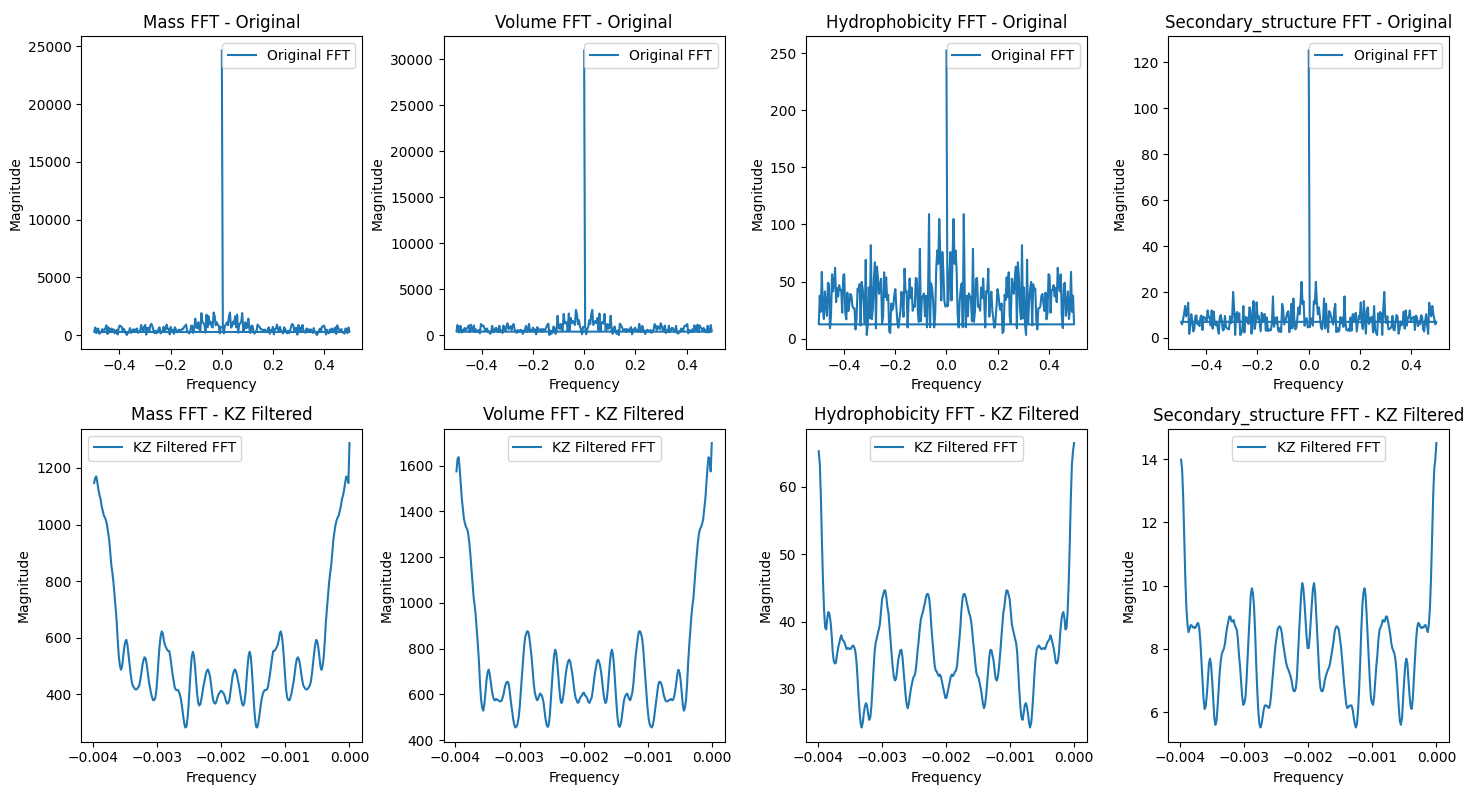 Mass FFT - Original
Volume FFT - Original
Hydrophobicity FFT - Original
Secondary_structure FFT - Original
Original FFT
Original FFT
Original FFT
Original FFT
Magnitude
25000
20000
15000
10000
5000
0
−0.4 −0.2 0.0 0.2 0.4
Frequency
Magnitude
30000
25000
20000
15000
10000
5000
0
−0.4 −0.2 0.0 0.2 0.4
Frequency
Magnitude
250
200
150
100
50
0
−0.4 −0.2 0.0 0.2 0.4
Frequency
Magnitude
120
100
80
60
40
20
0
−0.4 −0.2 0.0 0.2 0.4
Frequency
Mass FFT - KZ Filtered
Volume FFT - KZ Filtered
Hydrophobicity FFT - KZ Filtered
Secondary_structure FFT - KZ Filtered
KZ Filtered FFT
KZ Filtered FFT
KZ Filtered FFT
KZ Filtered FFT
Magnitude
1200
1000
800
600
400
−0.004 −0.003 −0.002 −0.001 0.000
Frequency
Magnitude
1600
1400
1200
1000
800
600
400
−0.004 −0.003 −0.002 −0.001 0.000
Frequency
Magnitude
60
50
40
30
−0.004 −0.003 −0.002 −0.001 0.000
Frequency
Magnitude
14
12
10
8
6
−0.004 −0.003 −0.002 −0.001 0.000
Frequency